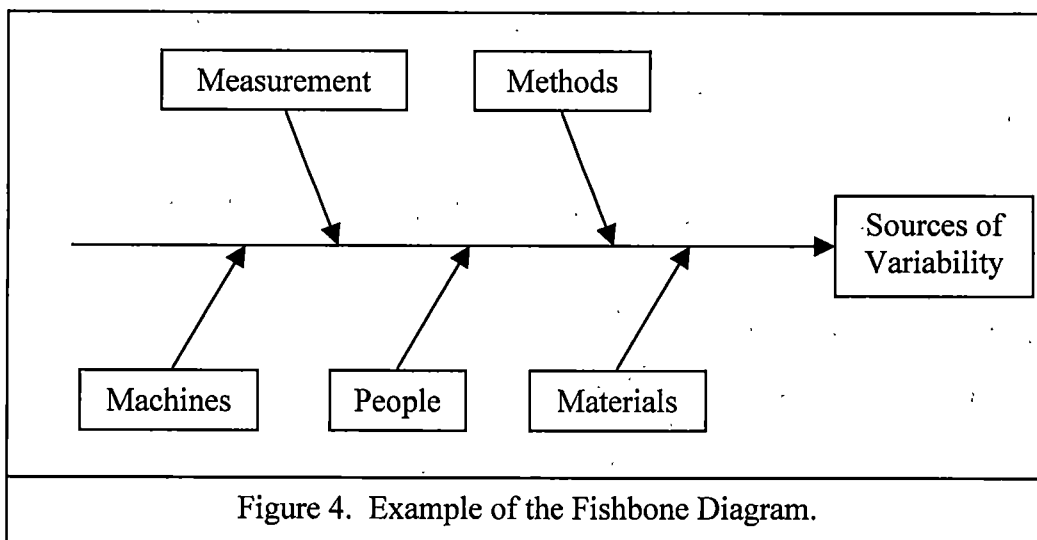 Measurement
Methods
Sources of
Variability
Machines
People
Materials
Figure 4. Example of the Fishbone Diagram.